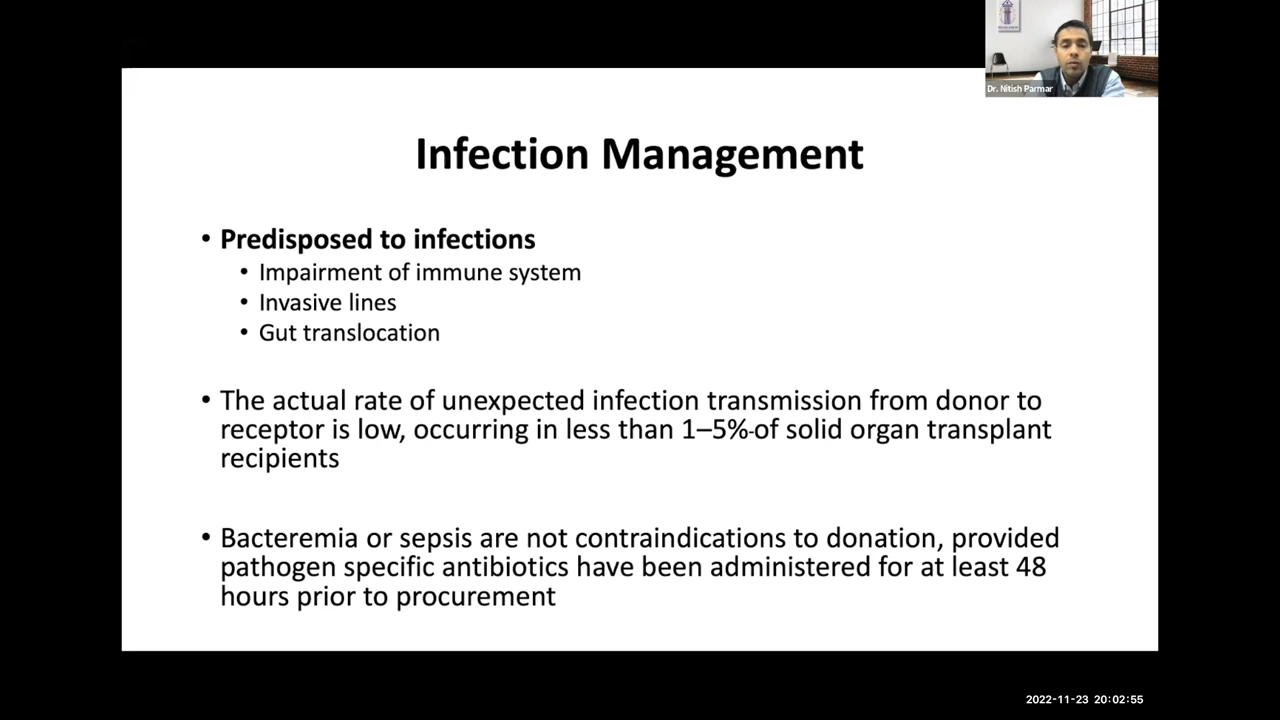 Dr. Nitish Parmar
Infection Management
• Predisposed to infections
• Impairment of immune system
• Invasive lines
• Gut translocation
• The actual rate of unexpected infection transmission from donor to
receptor is low, occurring in less than 1–5%-of solid organ transplant
recipients
• Bacteremia or sepsis are not contraindications to donation, provided
pathogen specific antibiotics have been administered for at least 48
hours prior to procurement
2022-11-23 20:02:55